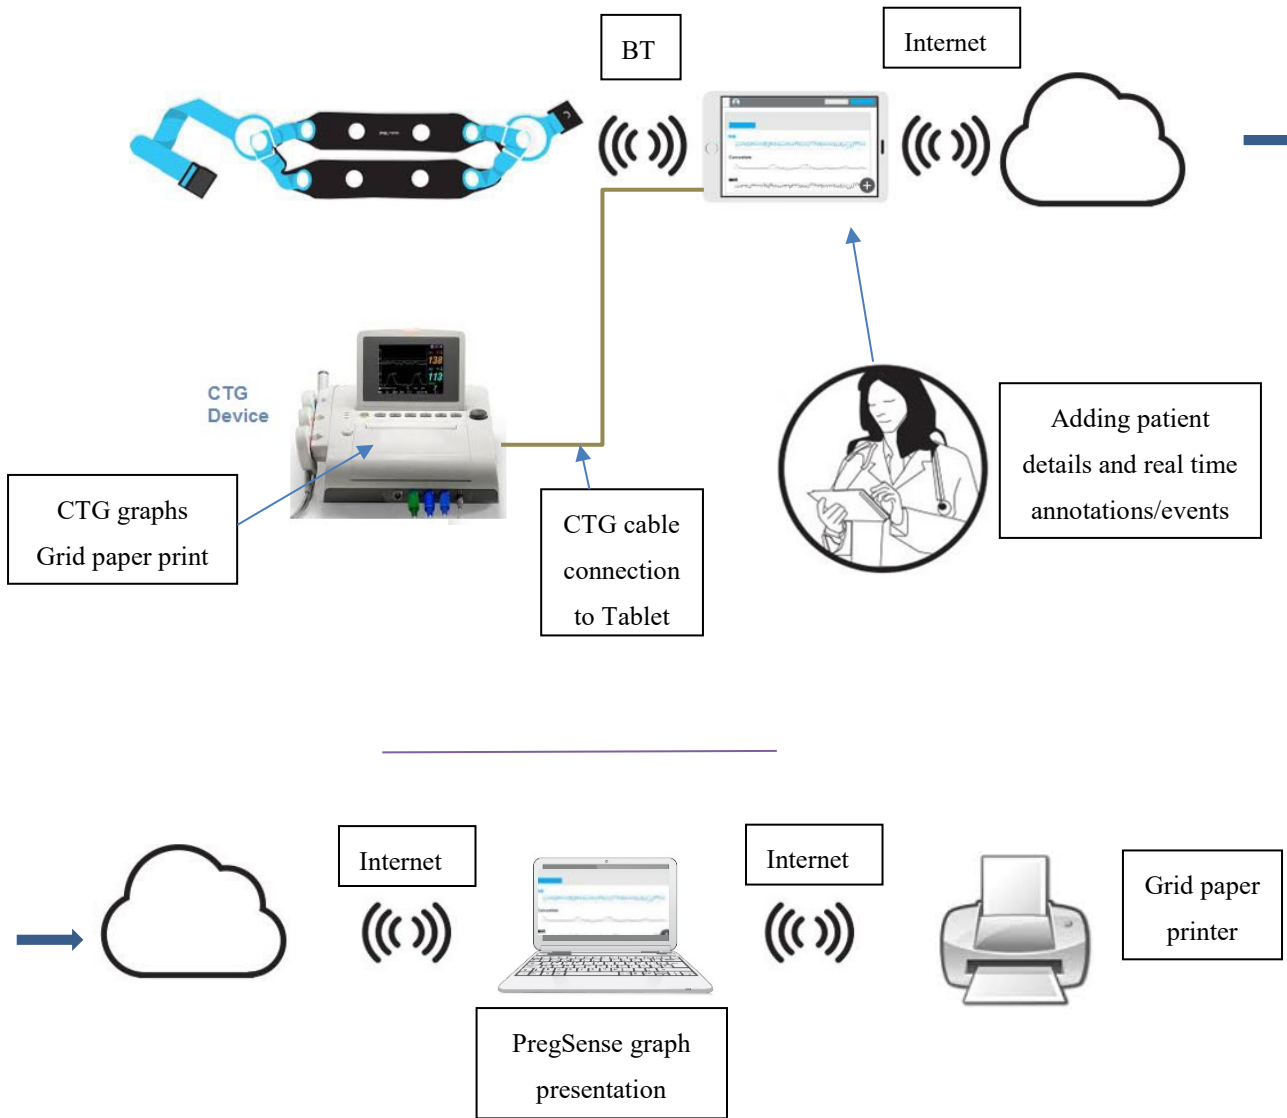 BT
Internet
138
113
CTG
Device
CTG graphs
Grid paper print
CTG cable
connection
to Tablet
Adding patient
details and real time
annotations/events
Internet
Internet
Grid paper
printer
PregSense graph
presentation